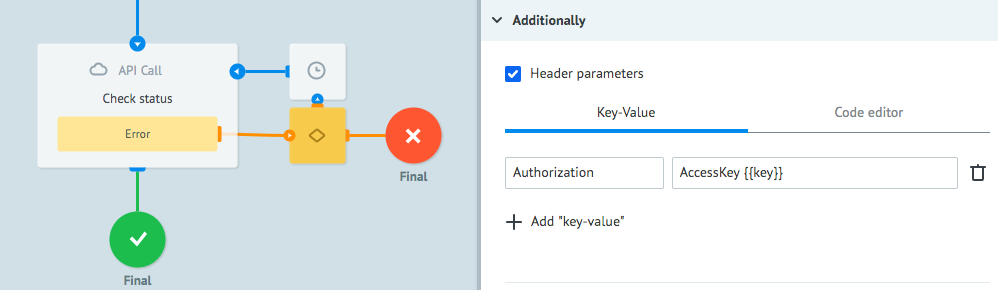 API Call
Check status
Error
Final
Final
Additionally
Header parameters
Key-Value
Code editor
Authorization
AccessKey {{key}}
Add "key-value"